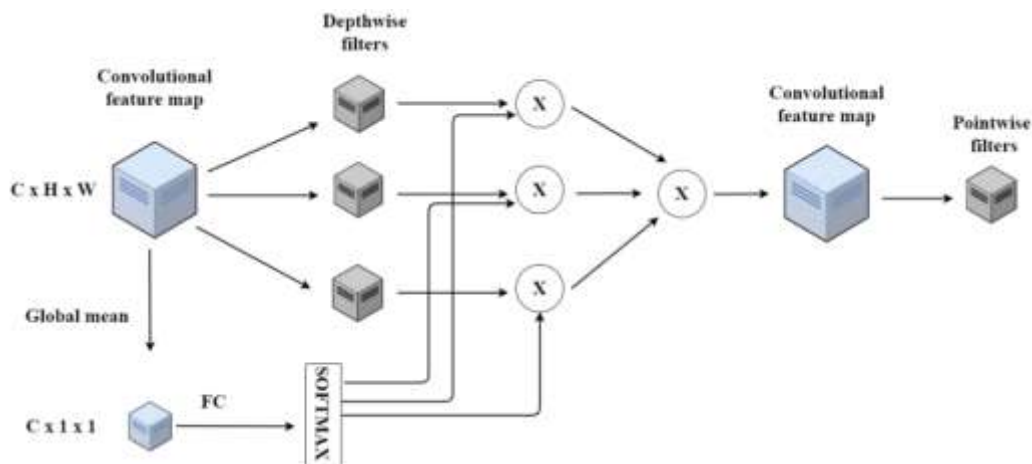 Depthwise
filters
Convolutional
feature map
Convolutional
feature map
Pointwise
filters
X
C x H x W
X
X
X
Global mean
SOFTMAX
FC
C x 1 x 1